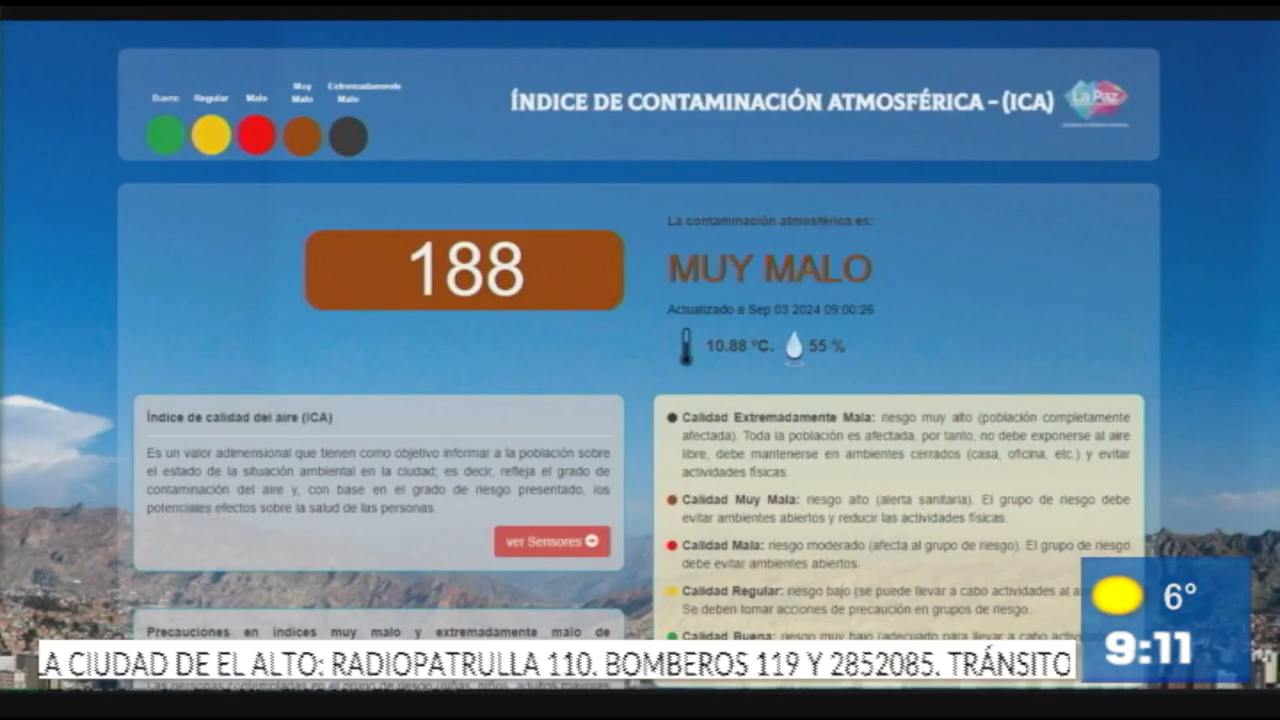 Bueno Regular Malo Muy Malo Extremadamente Malo
ÍNDICE DE CONTAMINACIÓN ATMOSFÉRICA - (ICA)
La Paz
188
La contaminación atmosférica es:
MUY MALO
Actualizado a Sep 03 2024 09:00:26
10.88 ºC. 55 %
Índice de calidad del aire (ICA)
Es un valor adimensional que tienen como objetivo informar a la población sobre
el estado de la situación ambiental en la ciudad; es decir, refleja el grado de
contaminación del aire y, con base en el grado de riesgo presentado, los
potenciales efectos sobre la salud de las personas.
ver Sensores
Calidad Extremadamente Mala: riesgo muy alto (población completamente
afectada). Toda la población es afectada, por tanto, no debe exponerse al aire
libre, debe mantenerse en ambientes cerrados (casa, oficina, etc.) y evitar
actividades físicas.
Calidad Muy Mala: riesgo alto (alerta sanitaria). El grupo de riesgo debe
evitar ambientes abiertos y reducir las actividades físicas.
Calidad Mala: riesgo moderado (afecta al grupo de riesgo). El grupo de riesgo
debe evitar ambientes abiertos.
Calidad Regular: riesgo bajo (se puede llevar a cabo actividades al
Se deben tomar acciones de precaución en grupos de riesgo.
Calidad Buena: riesgo muy bajo (adecuado para llevar a cabo
Precauciones en índices muy malo y extremadamente malo de
6°
9:11
A CIUDAD DE EL ALTO: RADIOPATRULLA 110. BOMBEROS 119 Y 2852085. TRÁNSITO